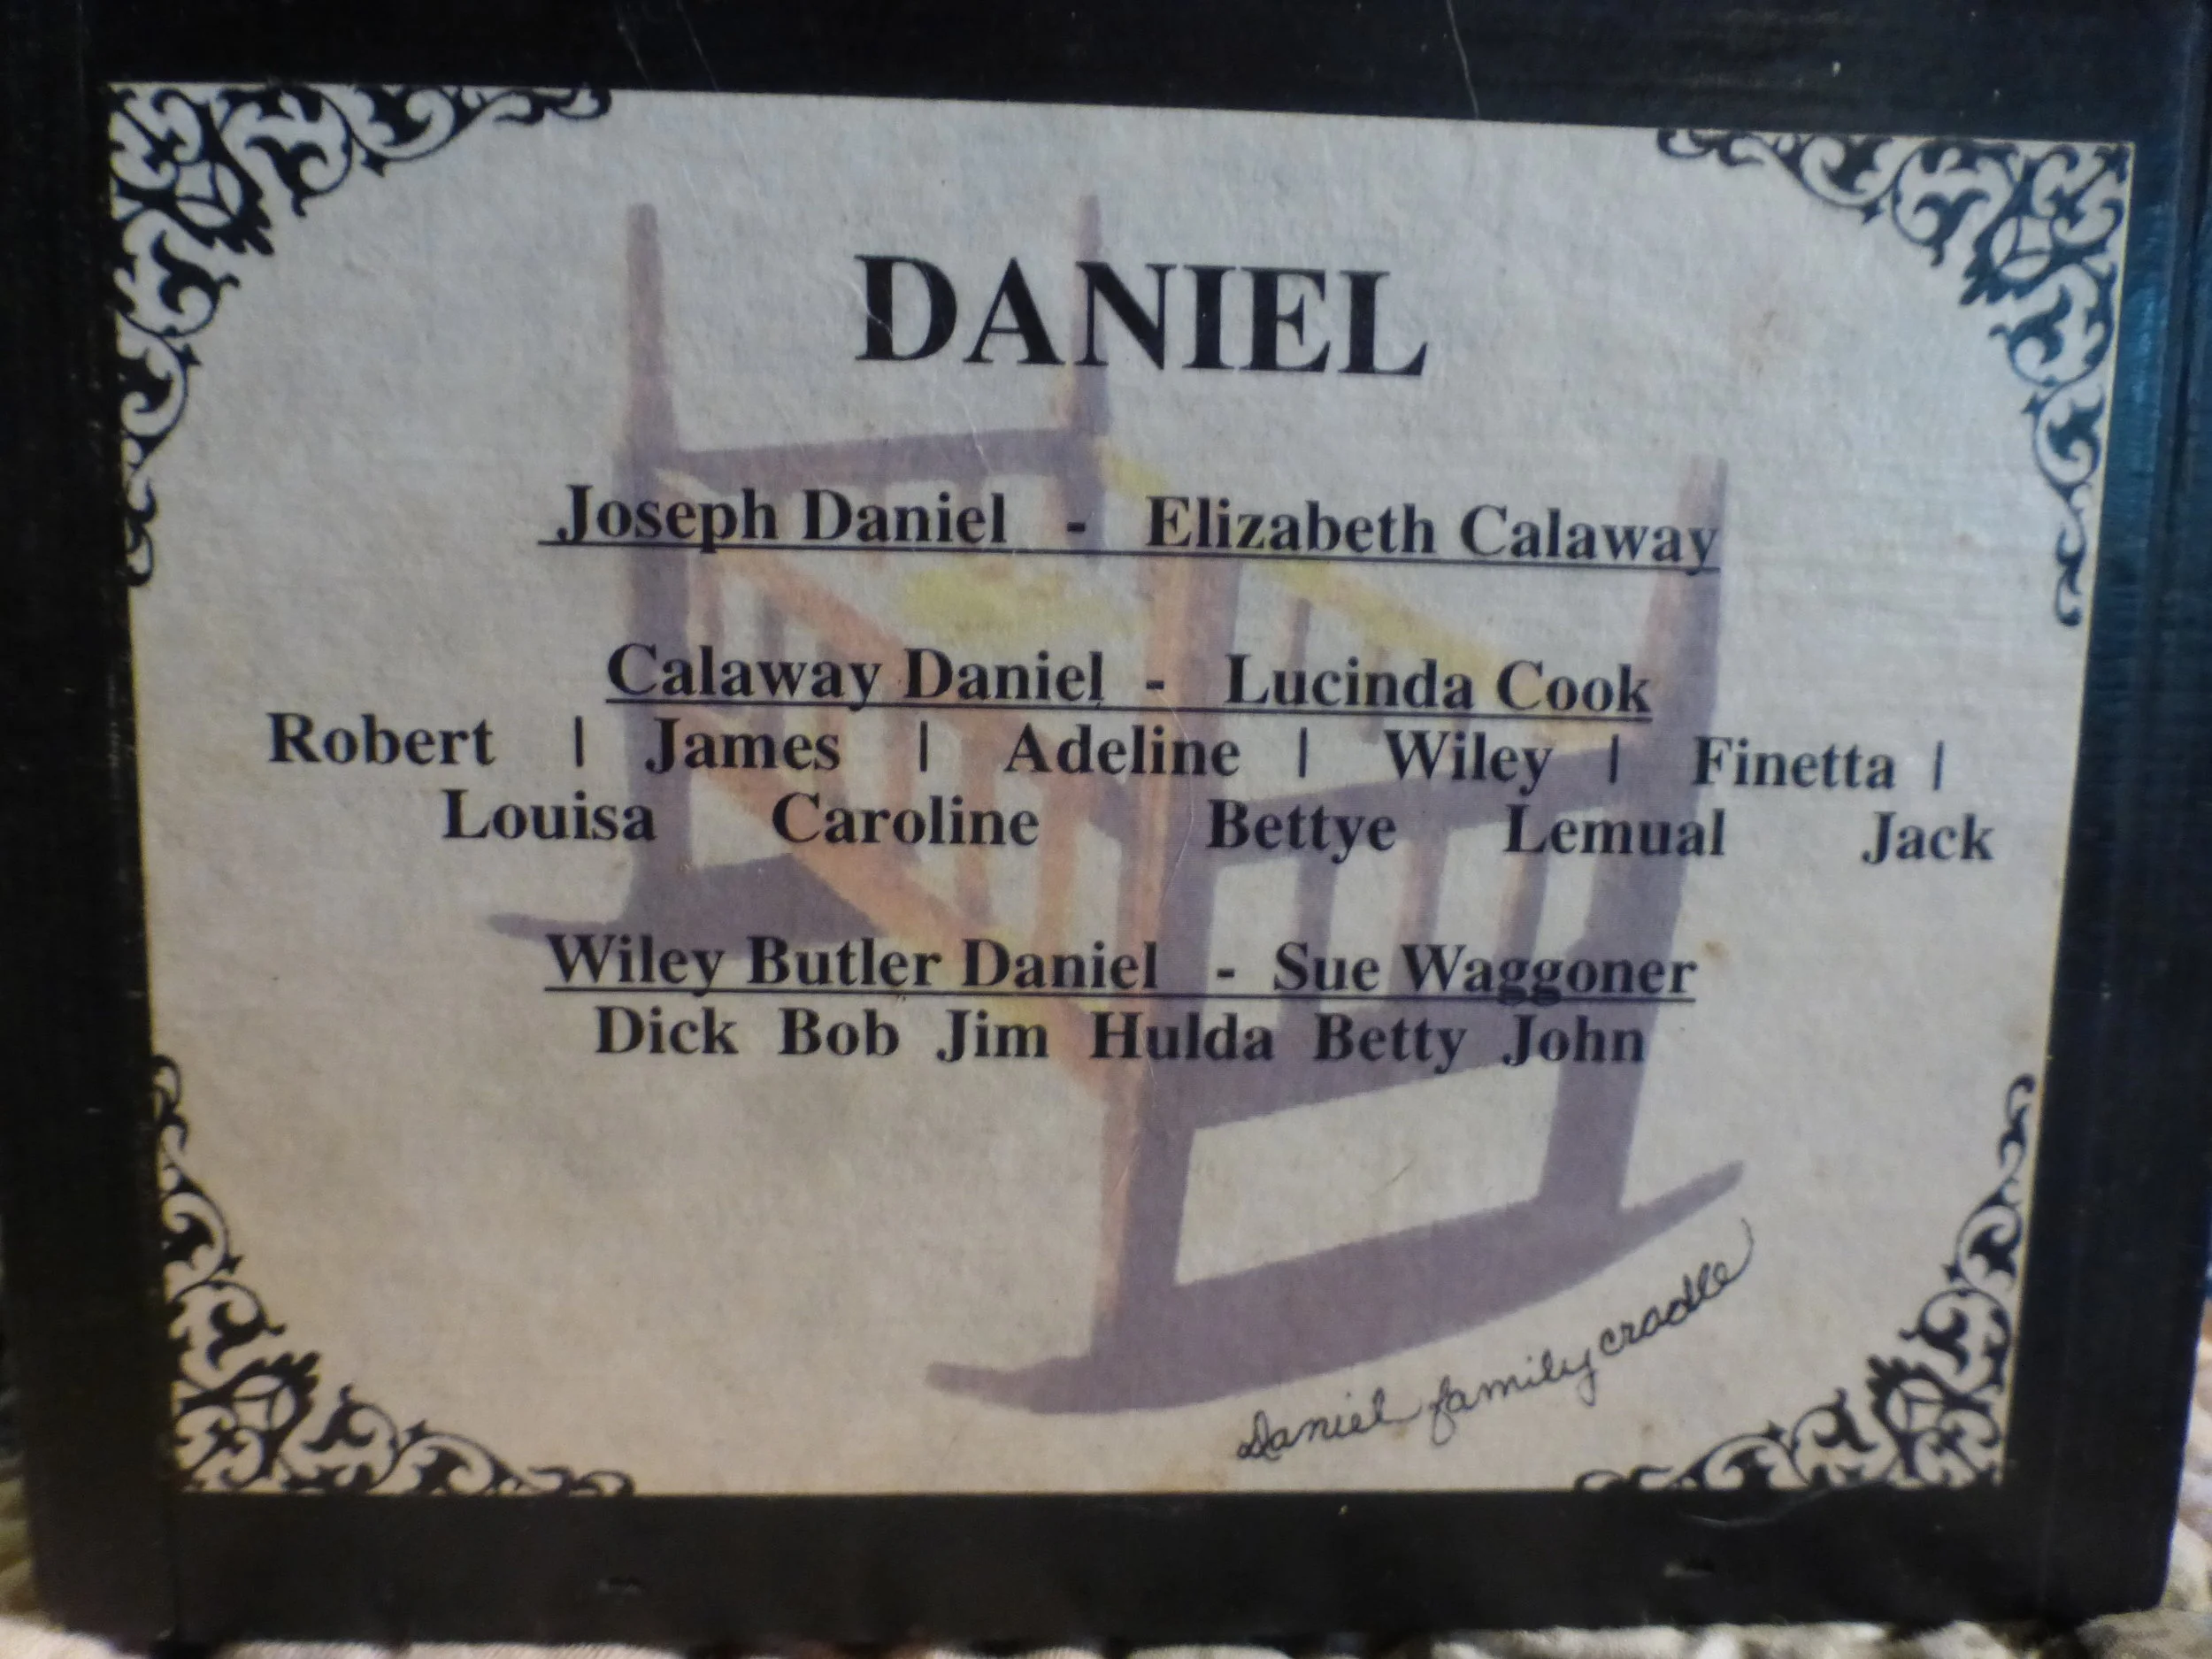 DANIEL
Joseph Daniel - Elizabeth Calaway
Calaway Daniel - Lucinda Cook
Robert | James | Adeline | Wiley | Finetta |
Louisa Caroline Bettye Lemual Jack
Wiley Butler Daniel - Sue Waggoner
Dick Bob Jim Hulda Betty John
Daniel family cradle